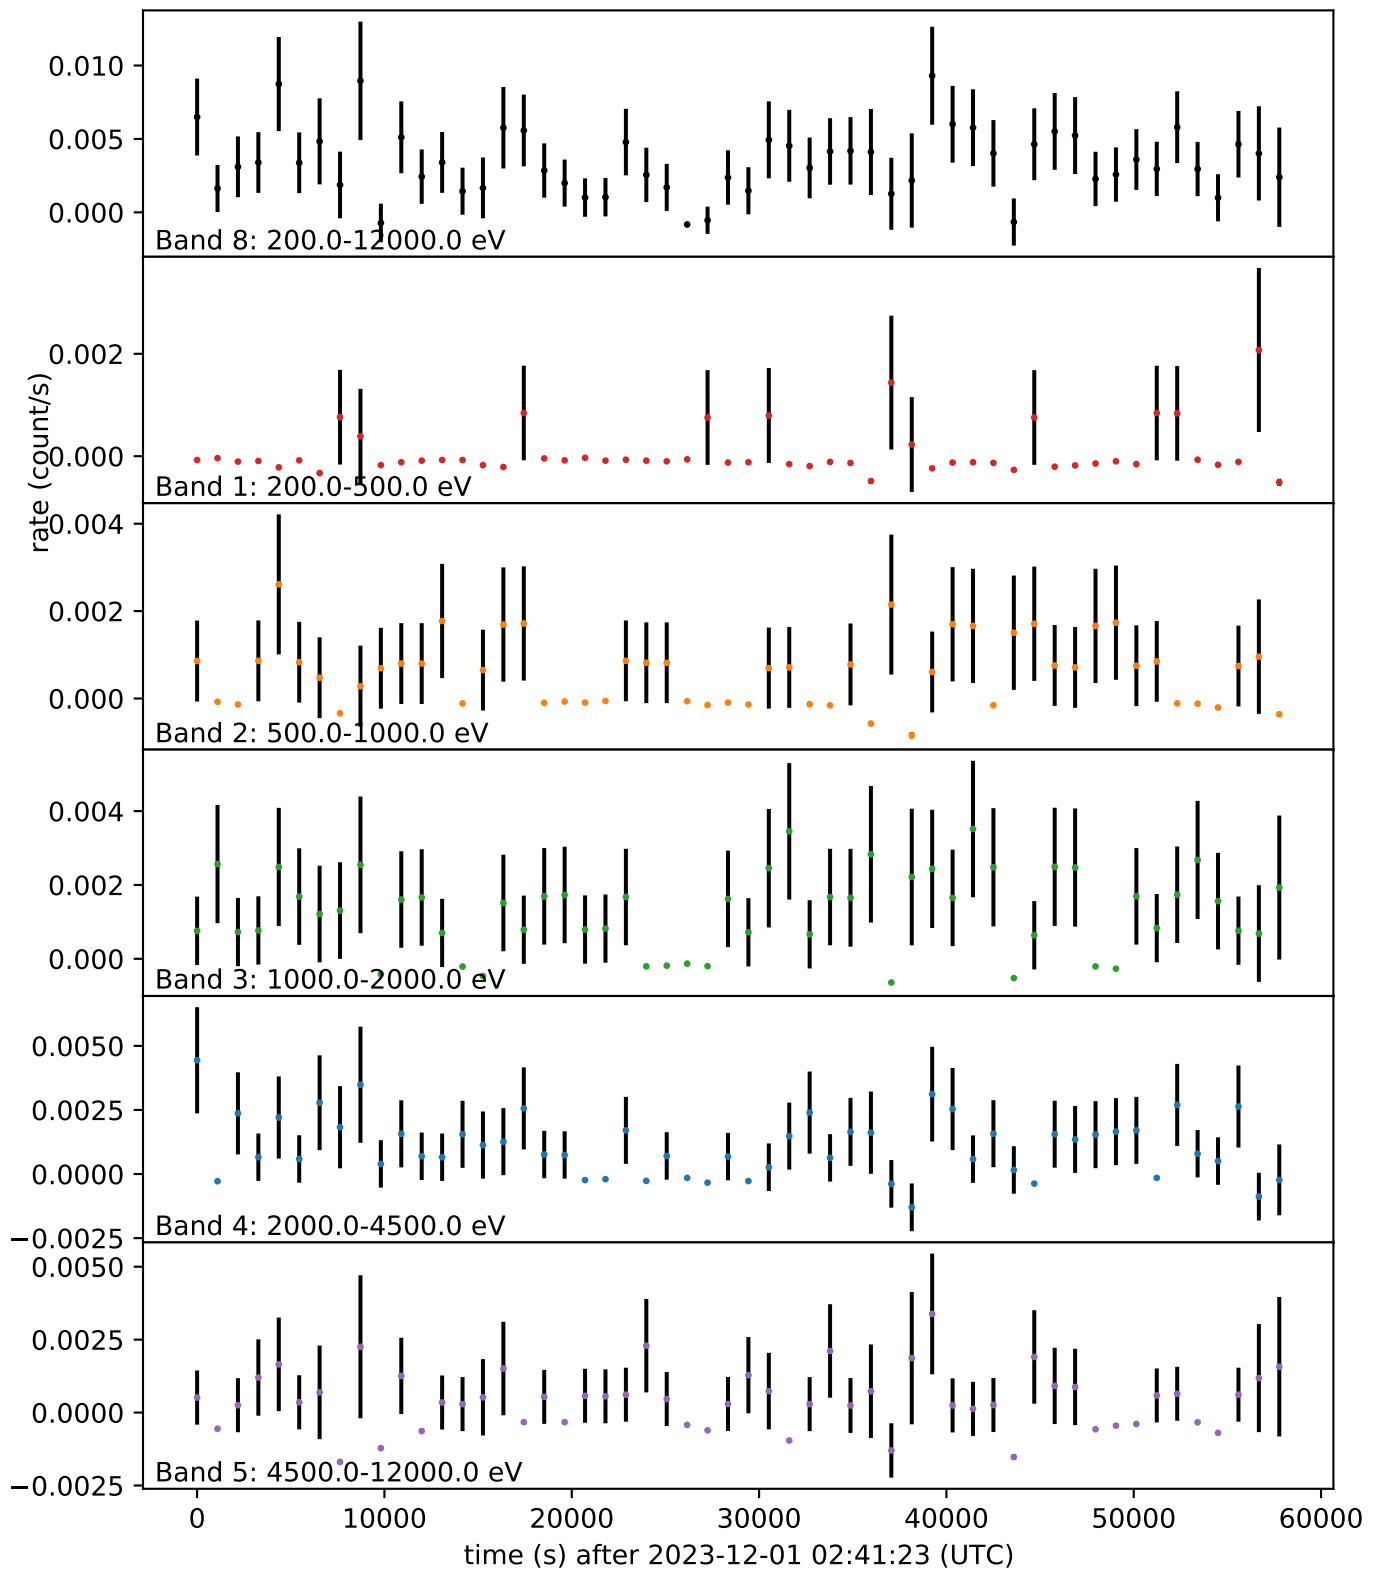 0.010
0.005
0.000
Band 8: 200.0-12000.0 eV
0.002
0.000
Band 1: 200.0-500.0 eV
rate (count/s)
0.004
0.002
0.000
Band 2: 500.0-1000.0 eV
0.004
0.002
0.000
Band 3: 1000.0-2000.0 eV
0.0050
0.0025
0.0000
−0.0025
Band 4: 2000.0-4500.0 eV
0.0050
0.0025
0.0000
−0.0025
Band 5: 4500.0-12000.0 eV
0 10000 20000 30000 40000 50000 60000
time (s) after 2023-12-01 02:41:23 (UTC)